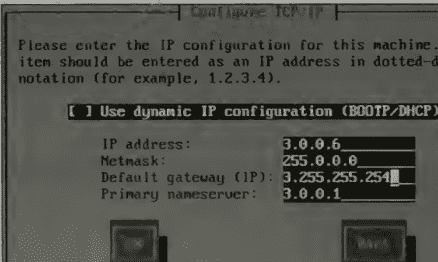 Configure TCP/IP
Please enter the IP configuration for this machine.
item should be entered as an IP address in dotted-d
notation (for example, 1.2.3.4).
[ ] Use dynamic IP configuration (BOOTP/DHCP)
IP address: 3.0.0.6
Netmask: 255.0.0.0
Default gateway (IP): 3.255.255.254
Primary nameserver: 3.0.0.1
OK
Back